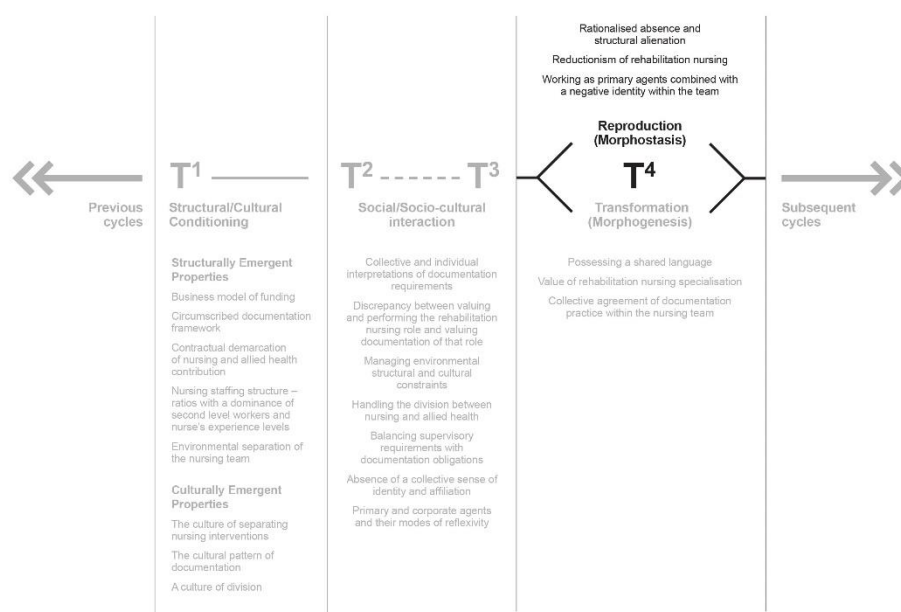 Rationalised absence and
structural alienation
Reductionism of rehabilitation nursing
Working as primary agents combined with
a negative identity within the team
Reproduction
(Morphostasis)
T1
T2
T3
T4
Previous
cycles
Structural/Cultural
Conditioning
Social/Socio-cultural
interaction
Transformation
(Morphogenesis)
Subsequent
cycles
Structurally Emergent
Properties
Business model of funding
Circumscribed documentation
framework
Contractual demarcation
of nursing and allied health
contribution
Nursing staffing structure –
ratios with a dominance of
second level workers and
nurse's experience levels
Environmental separation of
the nursing team
Culturally Emergent
Properties
The culture of separating
nursing interventions
The cultural pattern of
documentation
A culture of division
Collective and individual
interpretations of documentation
requirements
Discrepancy between valuing
and performing the rehabilitation
nursing role and valuing
documentation of that role
Managing environmental
structural and cultural
constraints
Handling the division between
nursing and allied health
Balancing supervisory
requirements with
documentation obligations
Absence of a collective sense of
identity and affiliation
Primary and corporate agents
and their modes of reflexivity
Possessing a shared language
Value of rehabilitation nursing specialisation
Collective agreement of documentation
practice within the nursing team